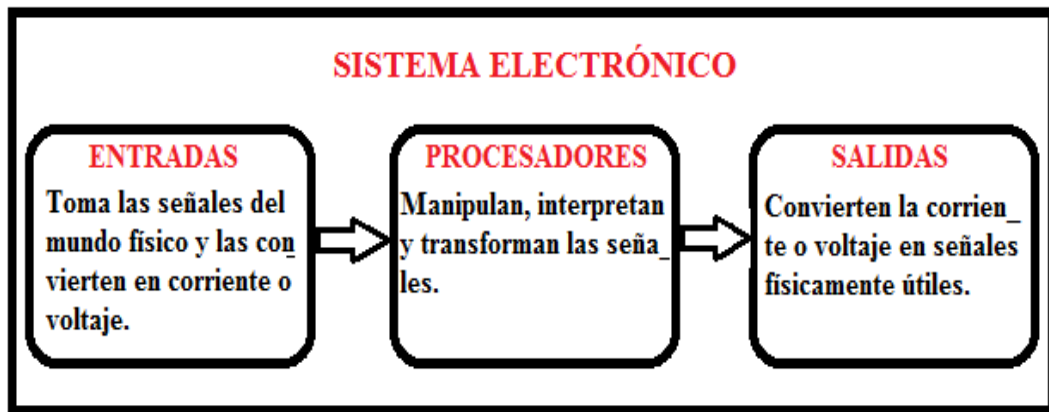 SISTEMA ELECTRÓNICO
ENTRADAS
Toma las señales del
mundo físico y las con_
vierten en corriente o
voltaje.
PROCESADORES
Manipulan, interpretan
y transforman las seña_
les.
SALIDAS
Convierten la corrien_
te o voltaje en señales
físicamente útiles.